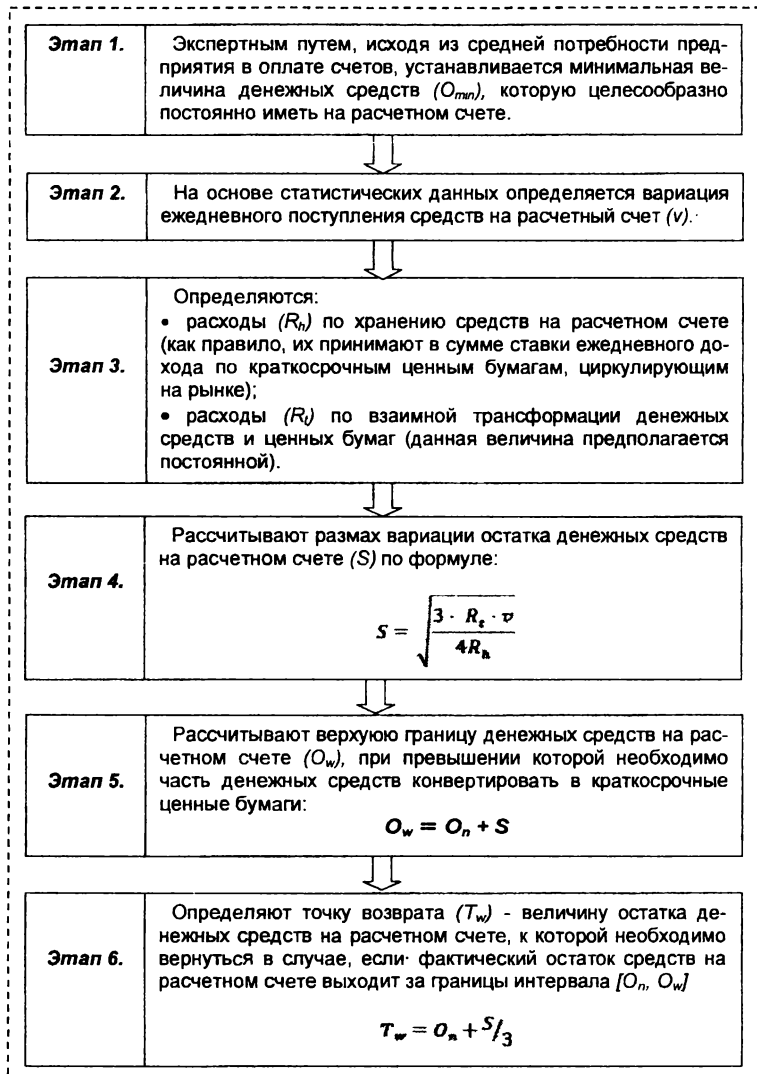 Этап 1.
Экспертным путем, исходя из средней потребности пред-
приятия в оплате счетов, устанавливается минимальная ве-
личина денежных средств (Omin), которую целесообразно
постоянно иметь на расчетном счете.
Этап 2.
На основе статистических данных определяется вариация
ежедневного поступления средств на расчетный счет (v).
Этап 3.
Определяются:
• расходы (Rh) по хранению средств на расчетном счете
(как правило, их принимают в сумме ставки ежедневного до-
хода по краткосрочным ценным бумагам, циркулирующим
на рынке);
• расходы (Rt) по взаимной трансформации денежных
средств и ценных бумаг (данная величина предполагается
постоянной).
Этап 4.
Рассчитывают размах вариации остатка денежных средств
на расчетном счете (S) по формуле:
S = √(3 · Rt · v / 4Rh)
Этап 5.
Рассчитывают верхуюю границу денежных средств на рас-
четном счете (Ow), при превышении которой необходимо
часть денежных средств конвертировать в краткосрочные
ценные бумаги:
Ow = On + S
Этап 6.
Определяют точку возврата (Tw) - величину остатка де-
нежных средств на расчетном счете, к которой необходимо
вернуться в случае, если фактический остаток средств на
расчетном счете выходит за границы интервала [On, Ow]
Tw = On + S/3